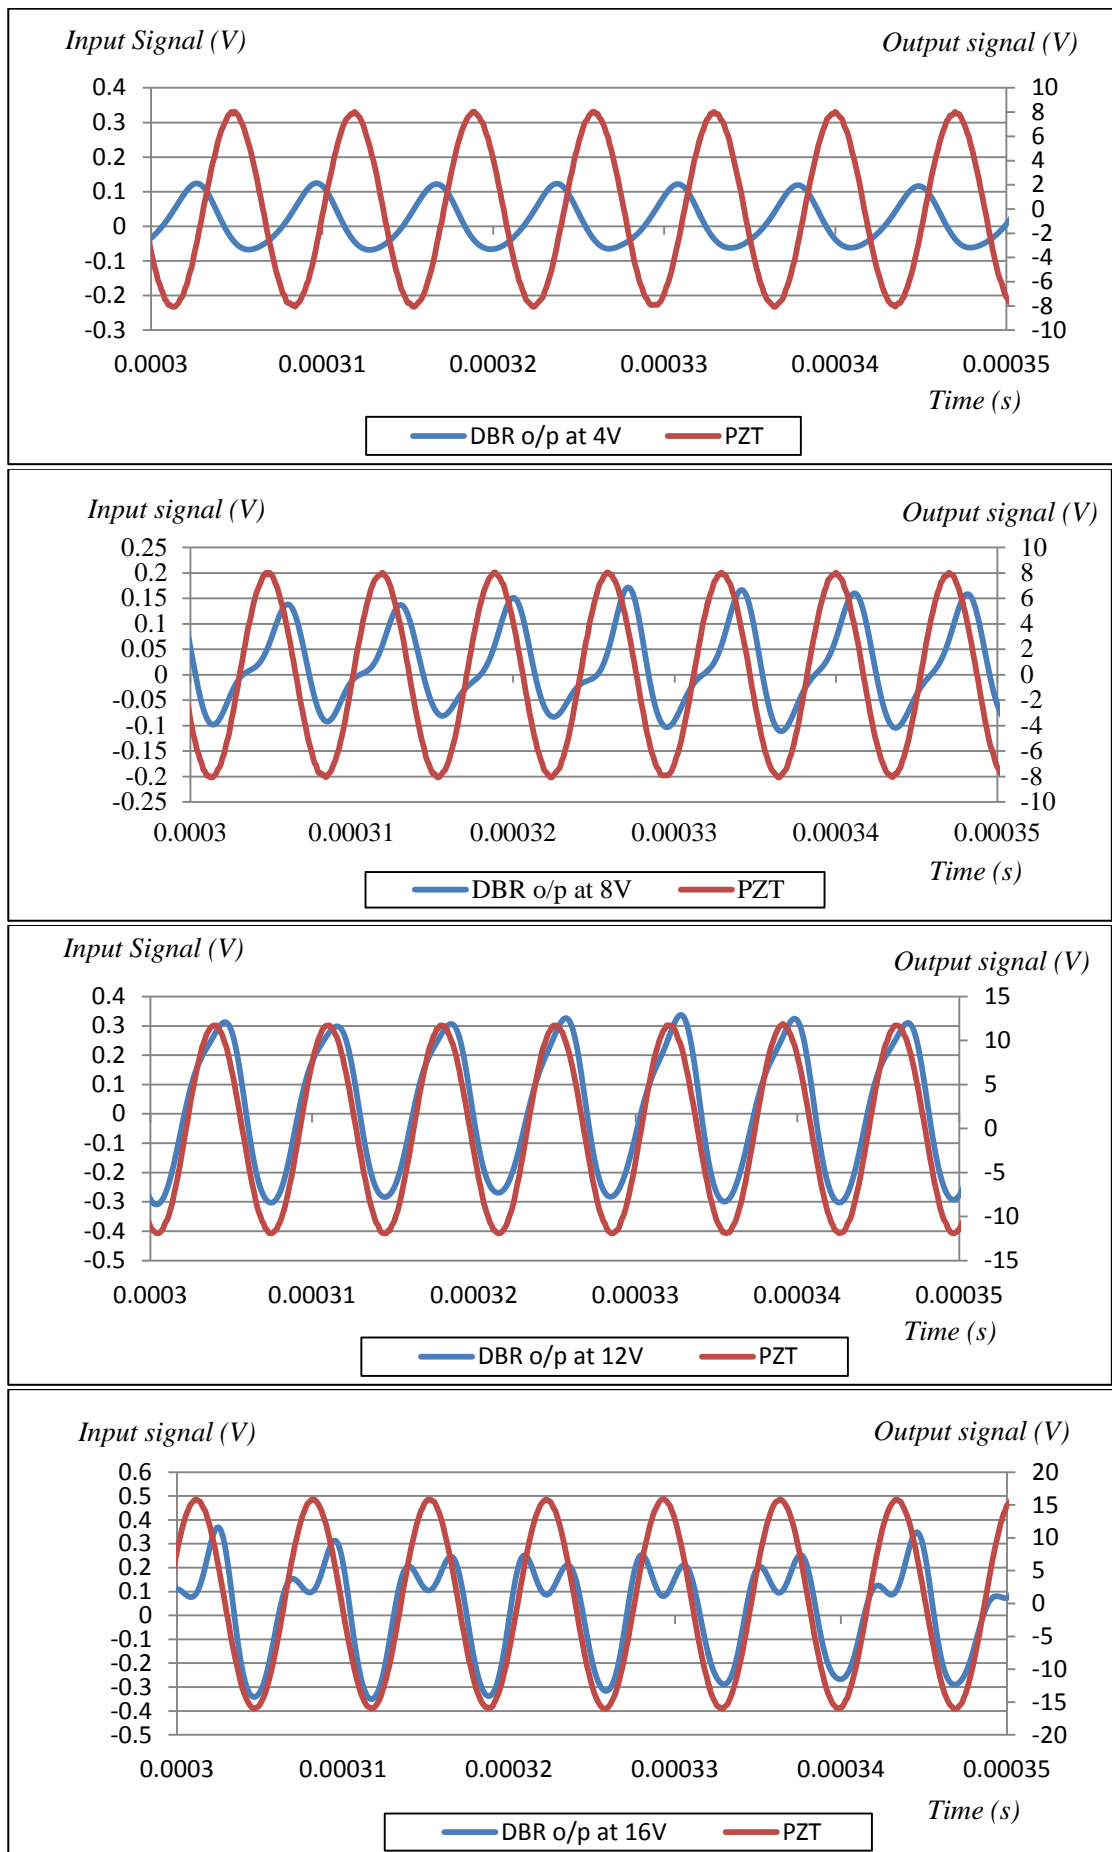 Input Signal (V) Output signal (V)
0.4 10
0.3 8
0.2 6
0.1 4
0 2
-0.1 0
-0.2 -2
-0.3 -4
-6
-8
-10
0.0003 0.00031 0.00032 0.00033 0.00034 0.00035
Time (s)
DBR o/p at 4V PZT
Input signal (V) Output signal (V)
0.25 10
0.2 8
0.15 6
0.1 4
0.05 2
0 0
-0.05 -2
-0.1 -4
-0.15 -6
-0.2 -8
-0.25 -10
0.0003 0.00031 0.00032 0.00033 0.00034 0.00035
Time (s)
DBR o/p at 8V PZT
Input Signal (V) Output signal (V)
0.4 15
0.3 10
0.2 5
0.1 0
0 -5
-0.1 -10
-0.2 -15
-0.3
-0.4
-0.5
0.0003 0.00031 0.00032 0.00033 0.00034 0.00035
Time (s)
DBR o/p at 12V PZT
Input signal (V) Output signal (V)
0.6 20
0.5 15
0.4 10
0.3 5
0.2 0
0.1 -5
0 -10
-0.1 -15
-0.2 -20
-0.3
-0.4
-0.5
0.0003 0.00031 0.00032 0.00033 0.00034 0.00035
Time (s)
DBR o/p at 16V PZT